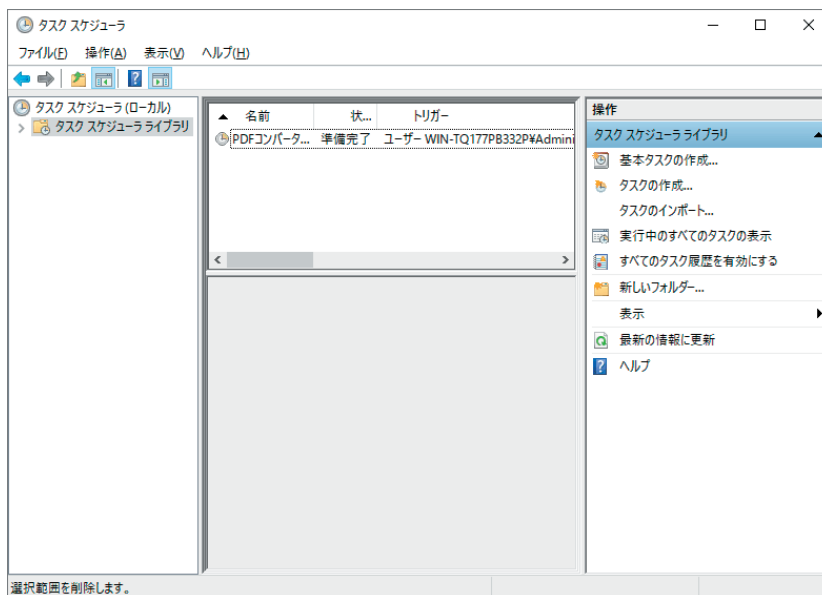 タスク スケジューラ
ファイル(F) 操作(A) 表示(V) ヘルプ(H)
タスク スケジューラ (ローカル)
タスク スケジューラ ライブラリ
名前 状... トリガー
PDFコンバータ... 準備完了 ユーザー WIN-TQ177PB332P¥Admini
操作
タスク スケジューラ ライブラリ
基本タスクの作成...
タスクの作成...
タスクのインポート...
実行中のすべてのタスクの表示
すべてのタスク履歴を有効にする
新しいフォルダー...
表示
最新の情報に更新
ヘルプ
選択範囲を削除します。